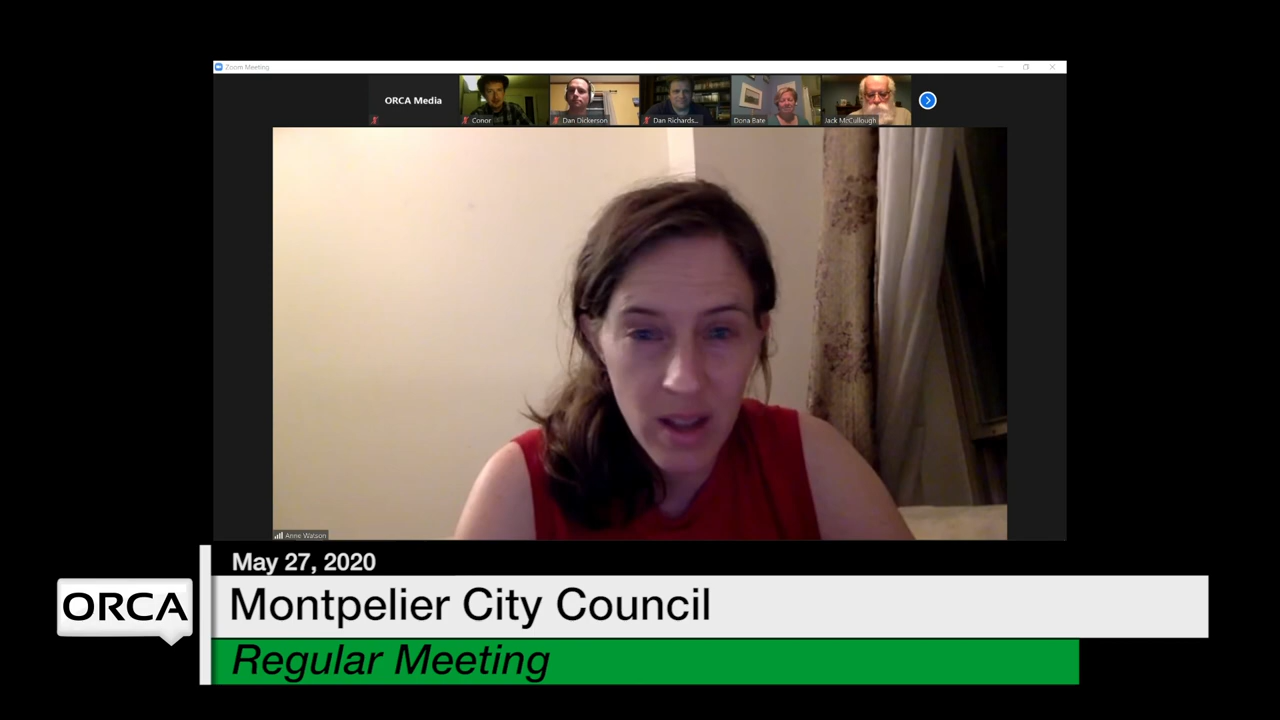 Zoom Meeting
ORCA Media
Conor
Dan Dickerson
Dan Richards...
Dona Bate
Jack McCullough
Anne Watson
May 27, 2020
ORCA
Montpelier City Council
Regular Meeting